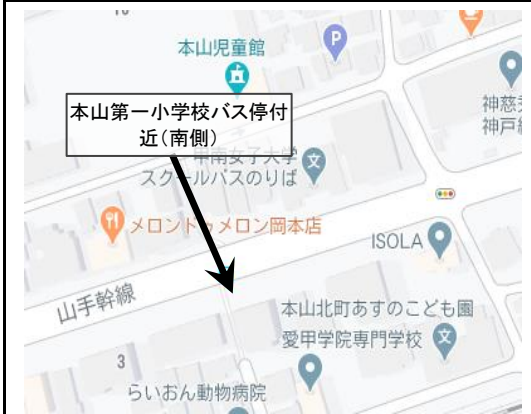 本山児童館
P
本山第一小学校バス停付
近(南側)
神慈秀
神戸
甲南女子大学
スクールバスのりば
メロンドゥメロン岡本店
ISOLA
山手幹線
本山北町あすのこども園
愛甲学院専門学校
3
らいおん動物病院